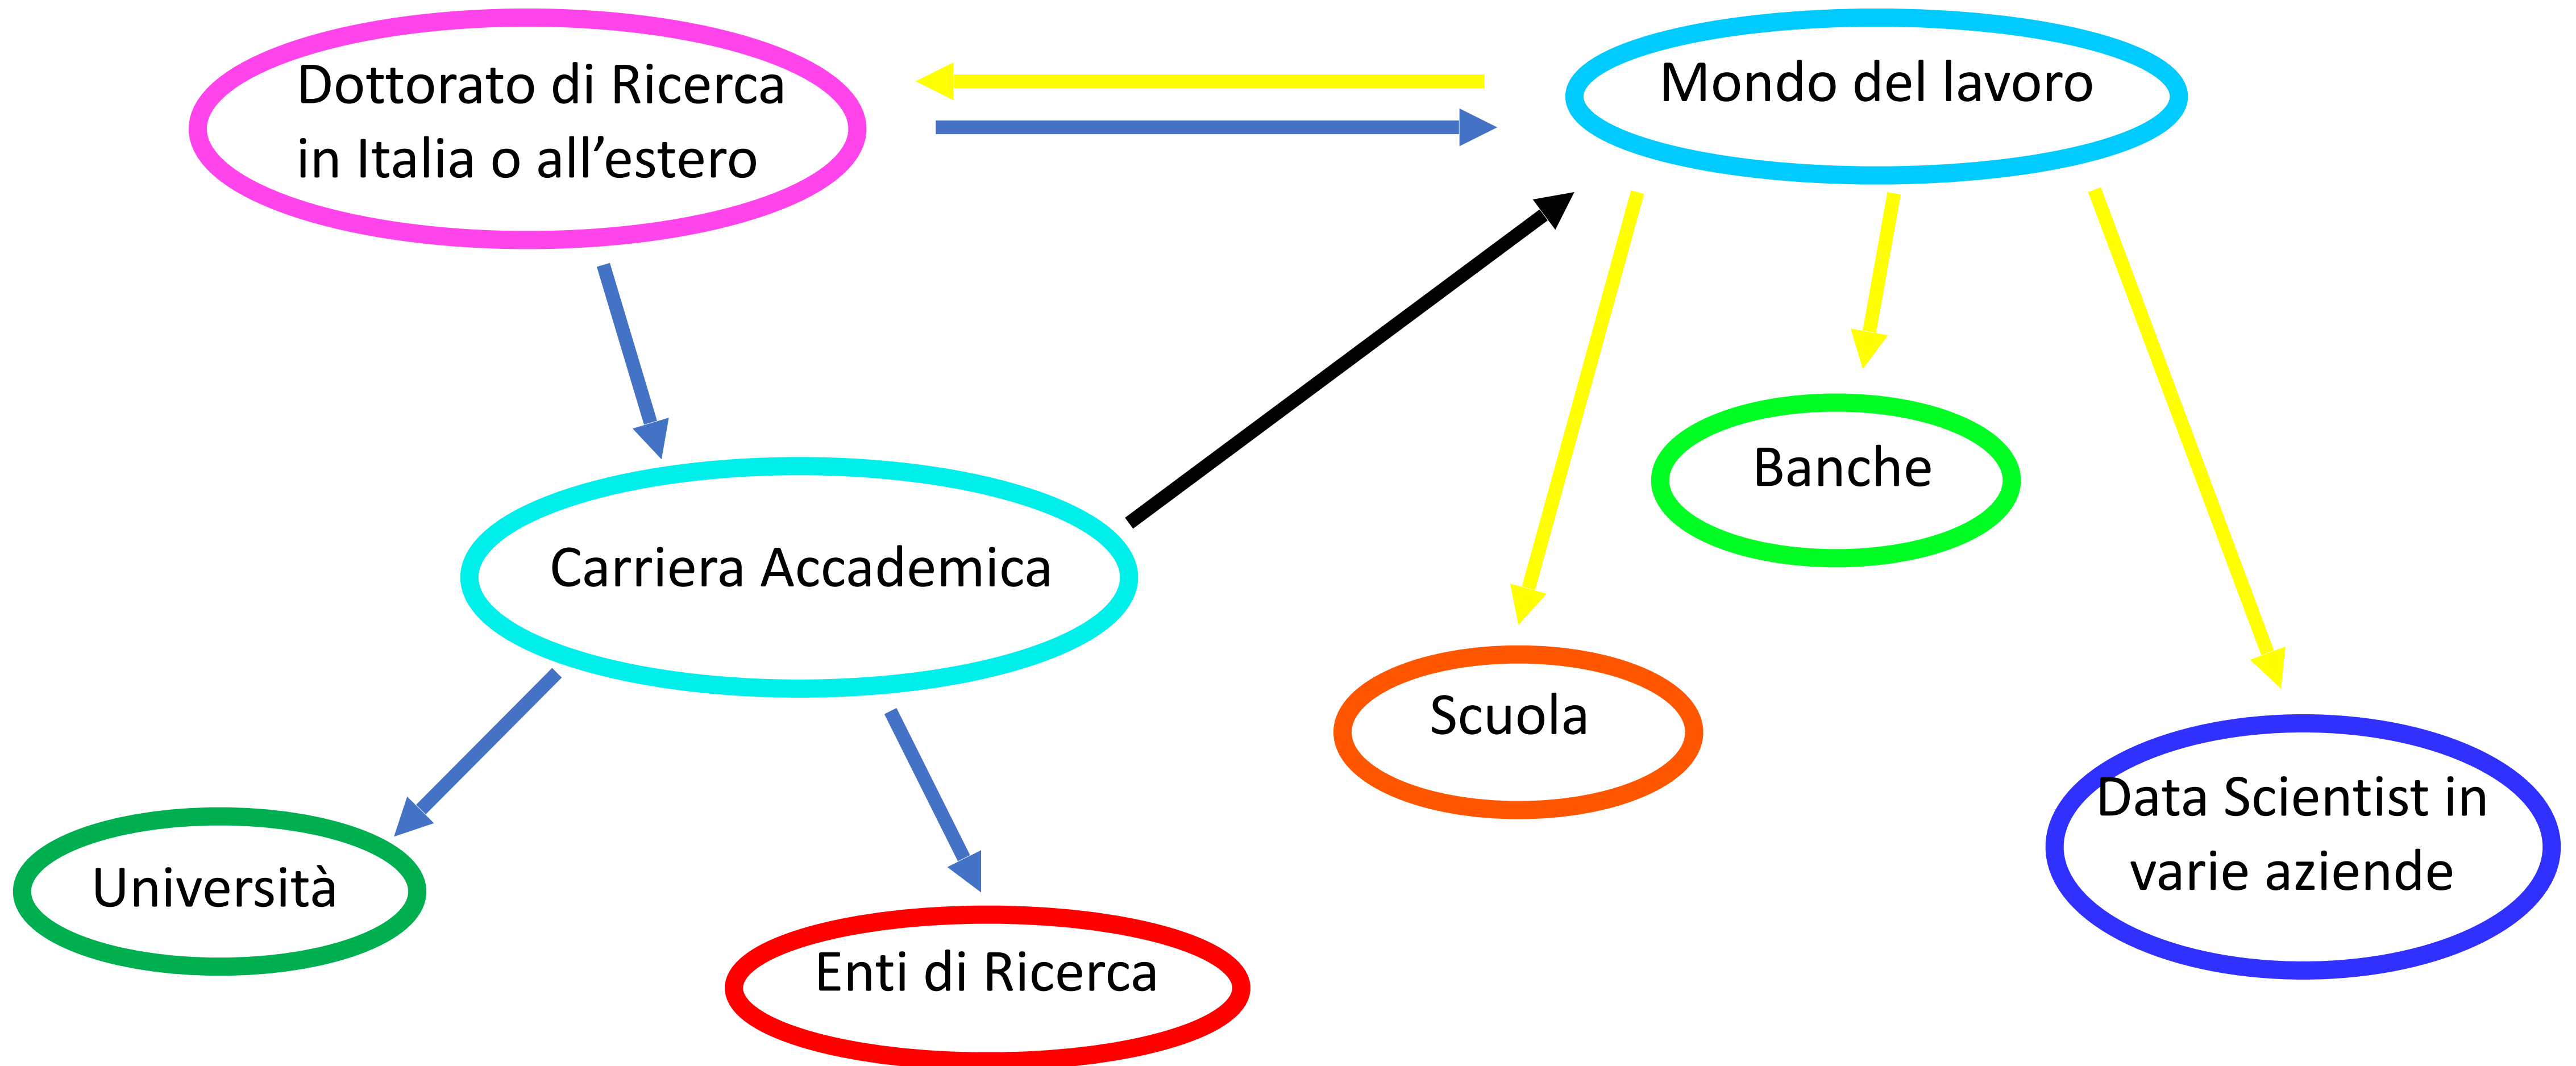 Dottorato di Ricerca
in Italia o all’estero
Mondo del lavoro
Banche
Carriera Accademica
Scuola
Data Scientist in
varie aziende
Università
Enti di Ricerca